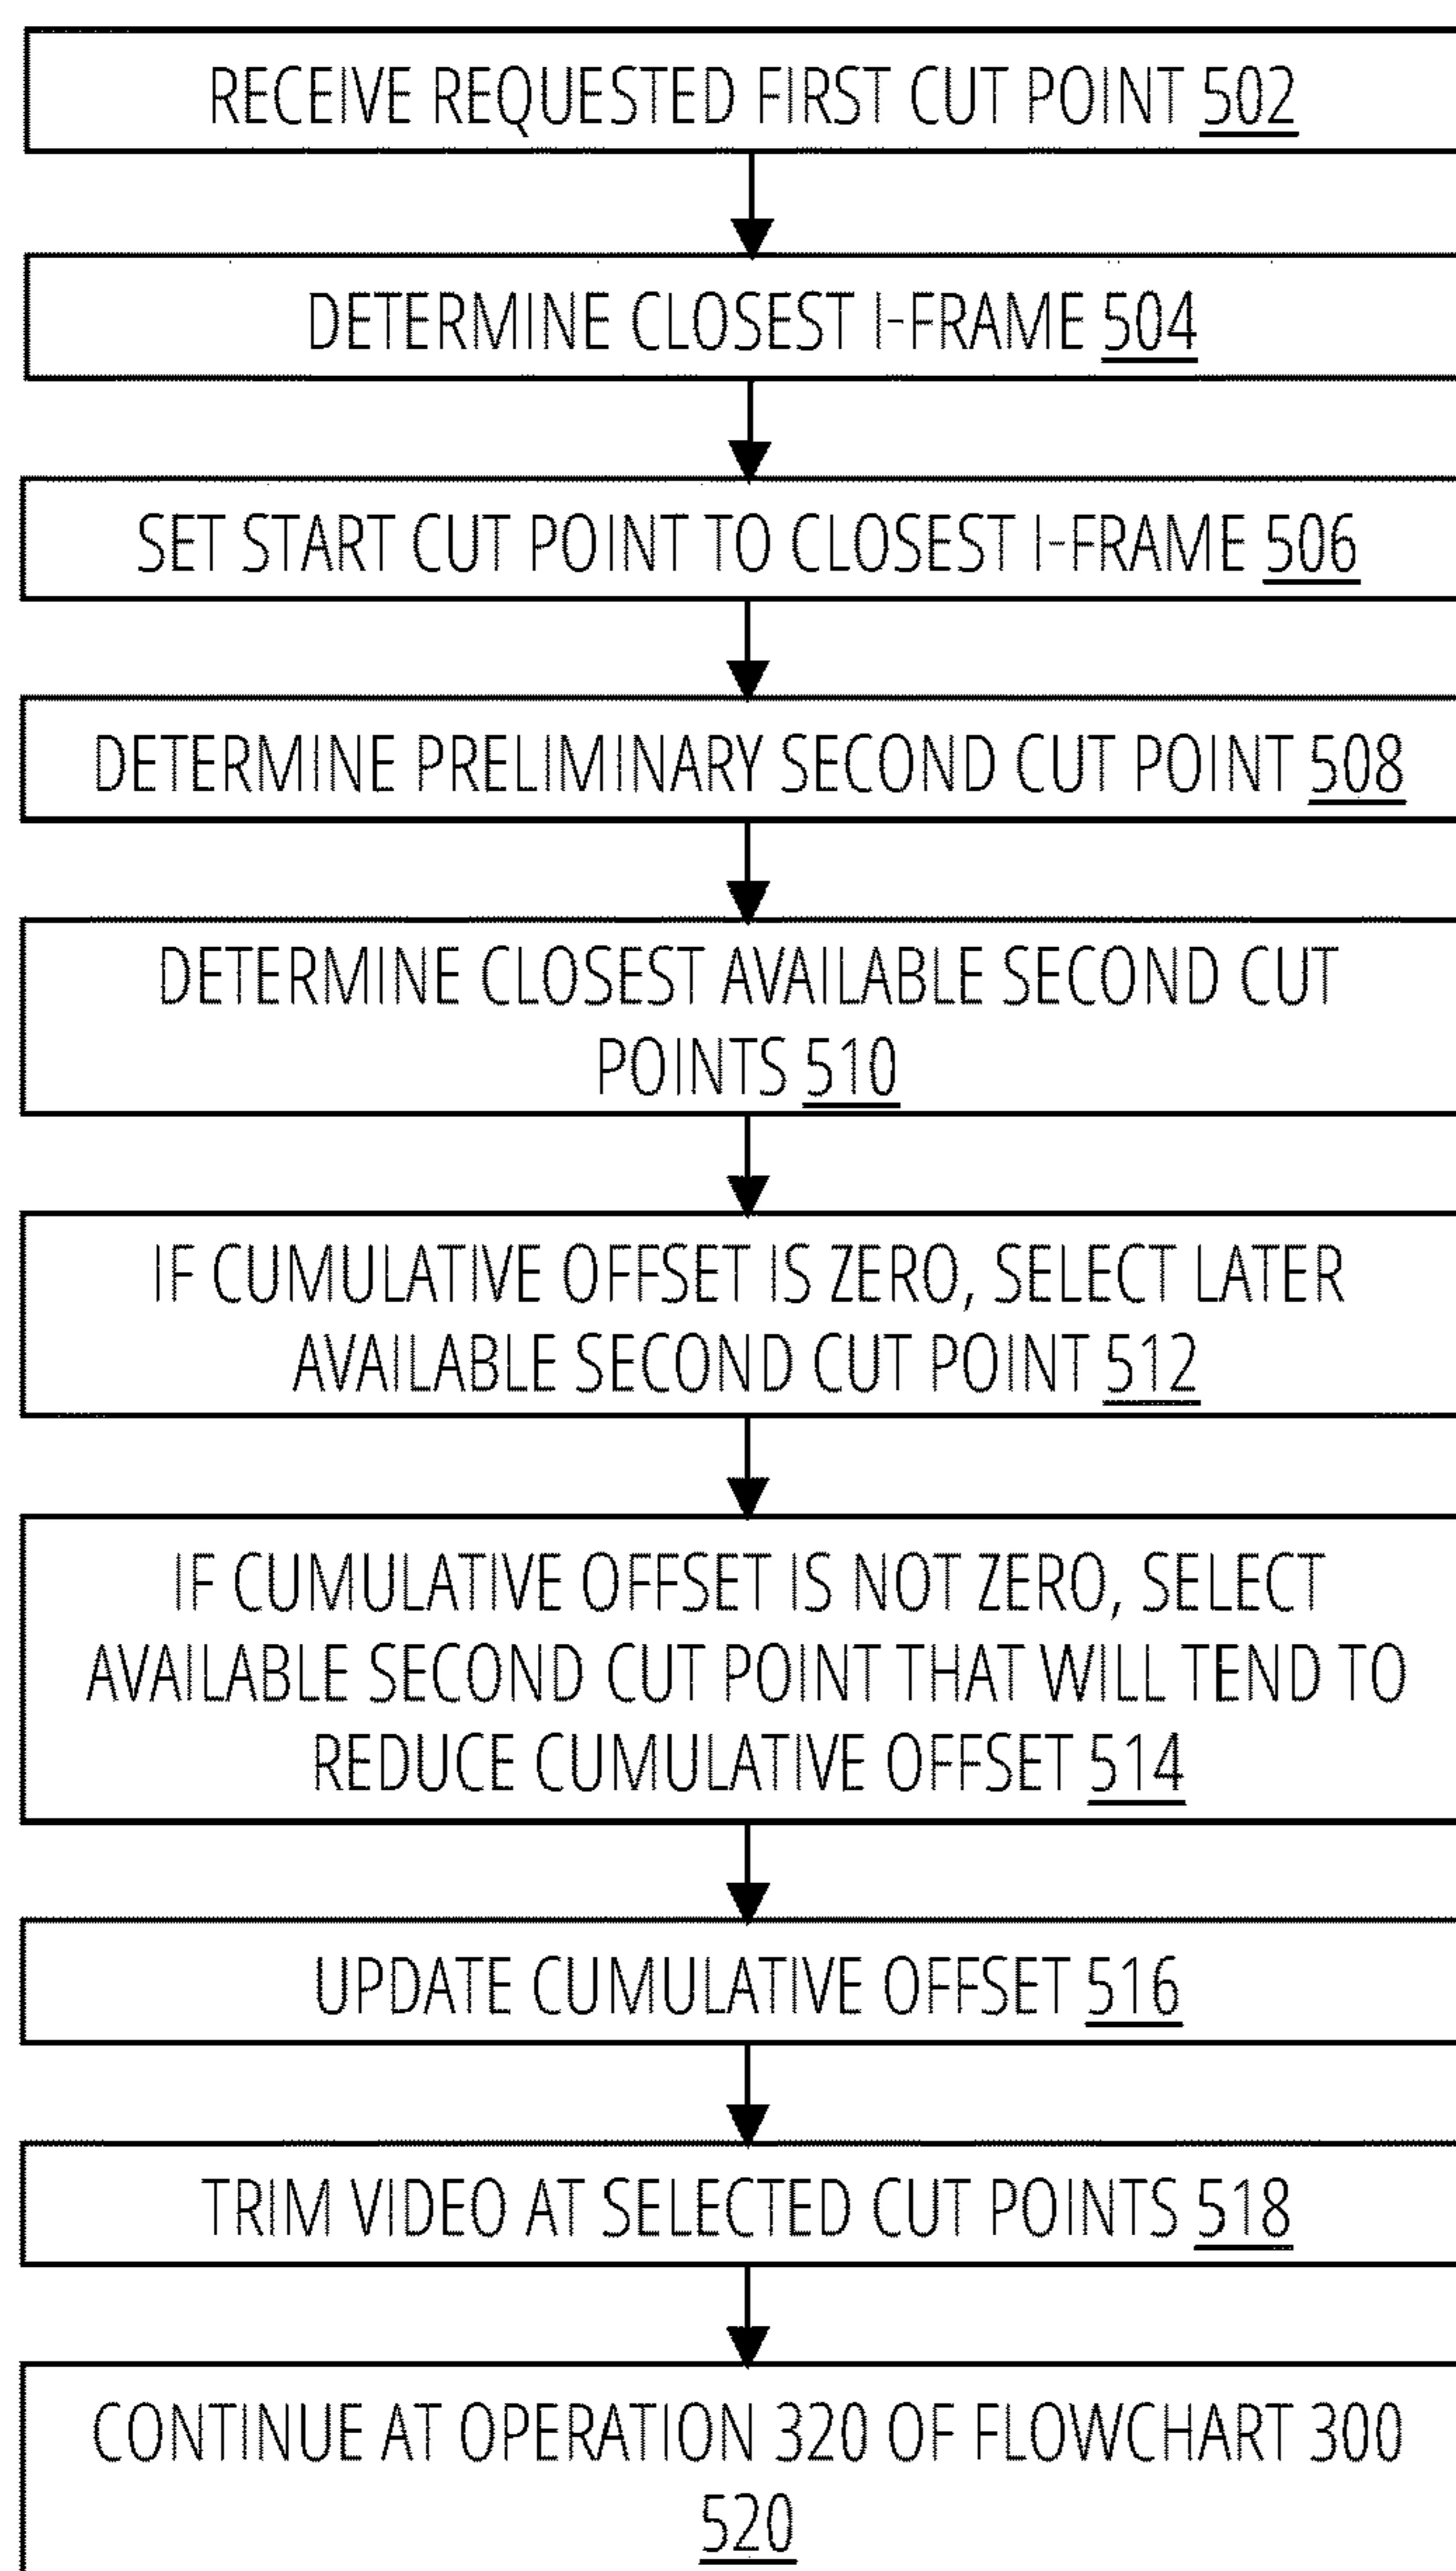 RECEIVE REQUESTED FIRST CUT POINT 502
DETERMINE CLOSEST I-FRAME 504
SET START CUT POINT TO CLOSEST I-FRAME 506
DETERMINE PRELIMINARY SECOND CUT POINT 508
DETERMINE CLOSEST AVAILABLE SECOND CUT
POINTS 510
IF CUMULATIVE OFFSET IS ZERO, SELECT LATER
AVAILABLE SECOND CUT POINT 512
IF CUMULATIVE OFFSET IS NOT ZERO, SELECT
AVAILABLE SECOND CUT POINT THAT WILL TEND TO
REDUCE CUMULATIVE OFFSET 514
UPDATE CUMULATIVE OFFSET 516
TRIM VIDEO AT SELECTED CUT POINTS 518
CONTINUE AT OPERATION 320 OF FLOWCHART 300
520